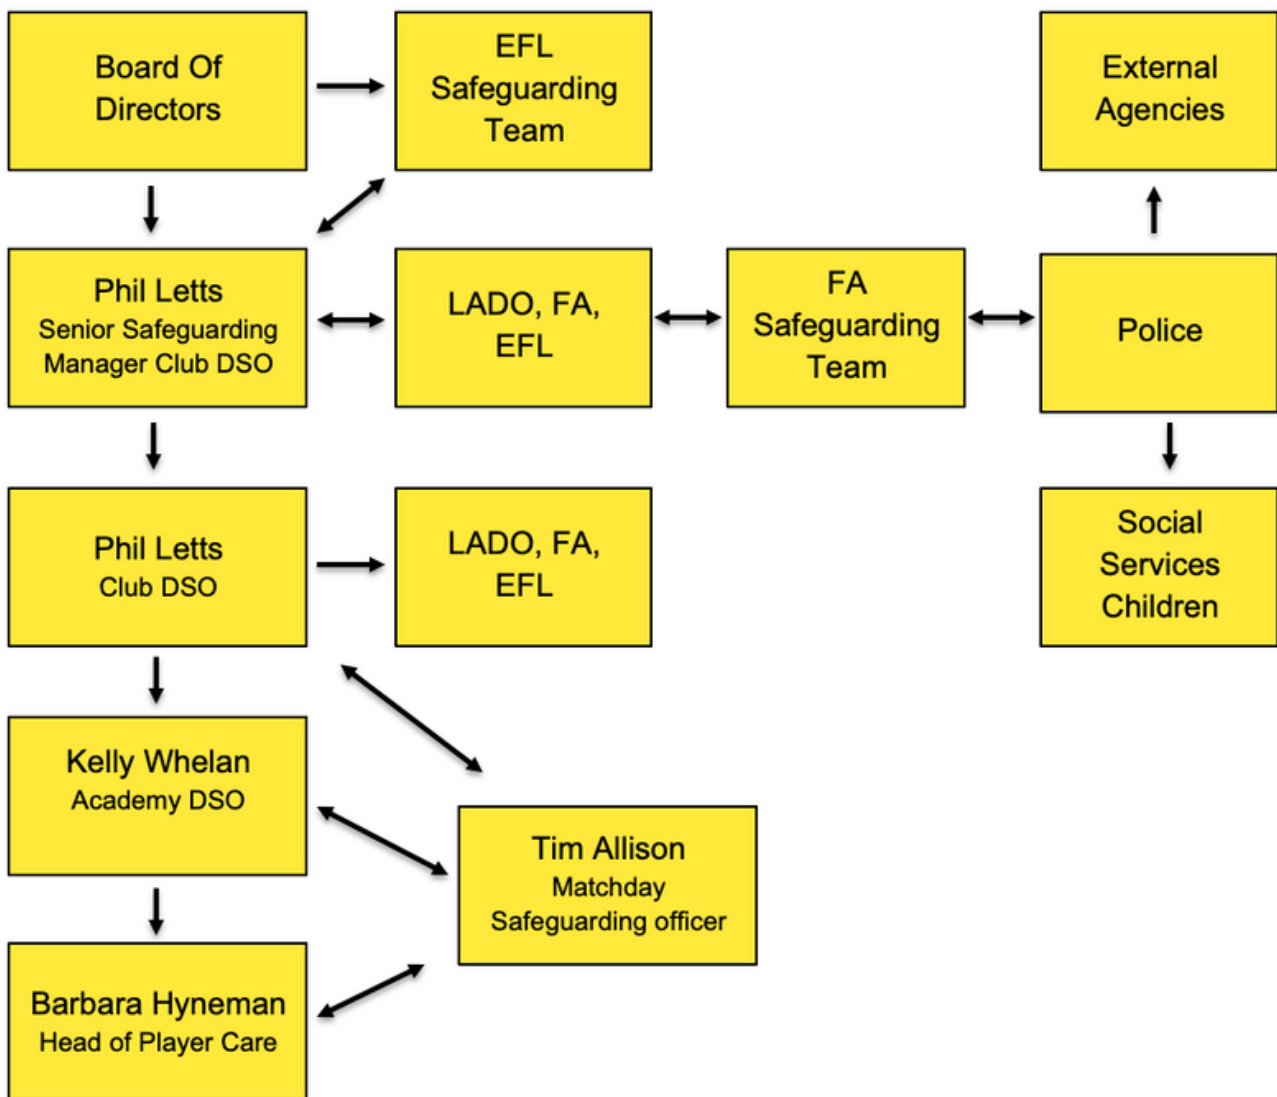 Board Of
Directors
EFL
Safeguarding
Team
External
Agencies
Phil Letts
Senior Safeguarding
Manager Club DSO
LADO, FA,
EFL
FA
Safeguarding
Team
Police
Phil Letts
Club DSO
LADO, FA,
EFL
Social
Services
Children
Kelly Whelan
Academy DSO
Tim Allison
Matchday
Safeguarding officer
Barbara Hyneman
Head of Player Care